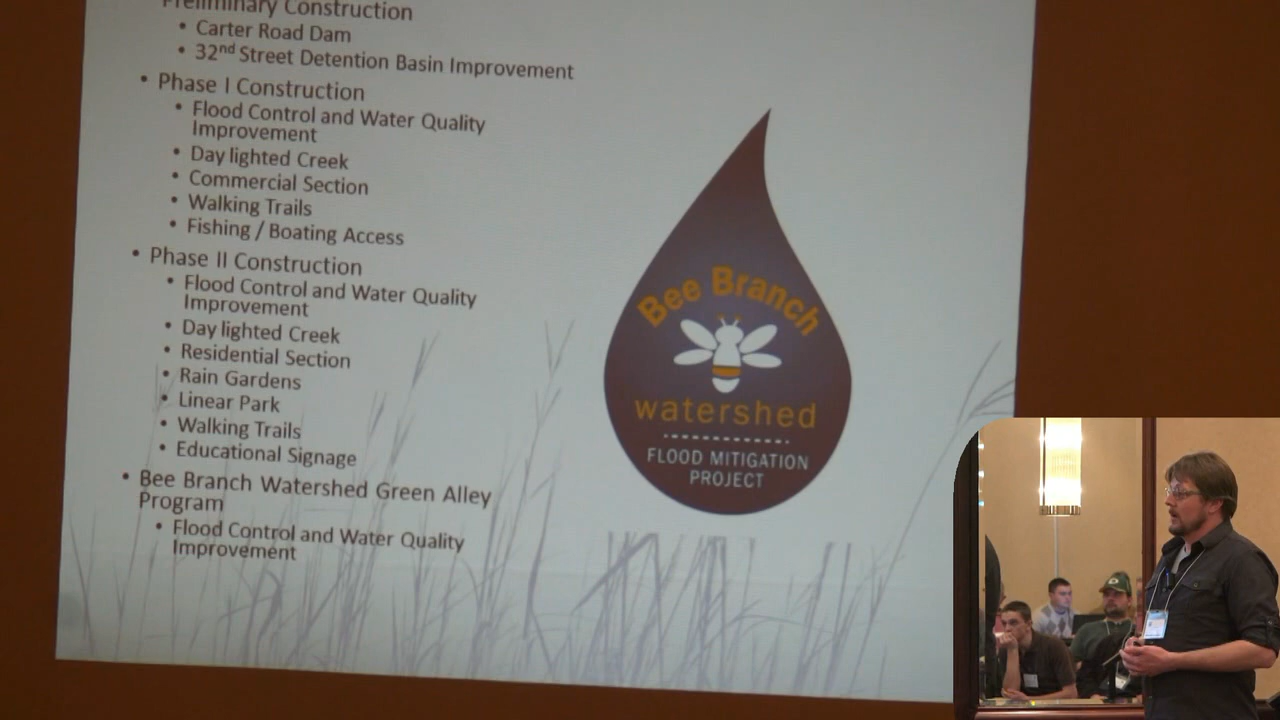 Preliminary Construction
• Carter Road Dam
• 32nd Street Detention Basin Improvement
• Phase I Construction
• Flood Control and Water Quality
Improvement
• Day lighted Creek
• Commercial Section
• Walking Trails
• Fishing / Boating Access
• Phase II Construction
• Flood Control and Water Quality
Improvement
• Day lighted Creek
• Residential Section
• Rain Gardens
• Linear Park
• Walking Trails
• Educational Signage
• Bee Branch Watershed Green Alley
Program
• Flood Control and Water Quality
Improvement
Bee Branch
watershed
FLOOD MITIGATION
PROJECT